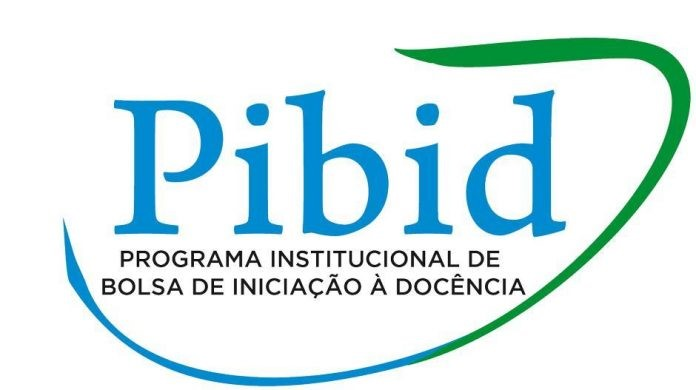 Pibid
PROGRAMA INSTITUCIONAL DE
BOLSA DE INICIAÇÃO À DOCÊNCIA